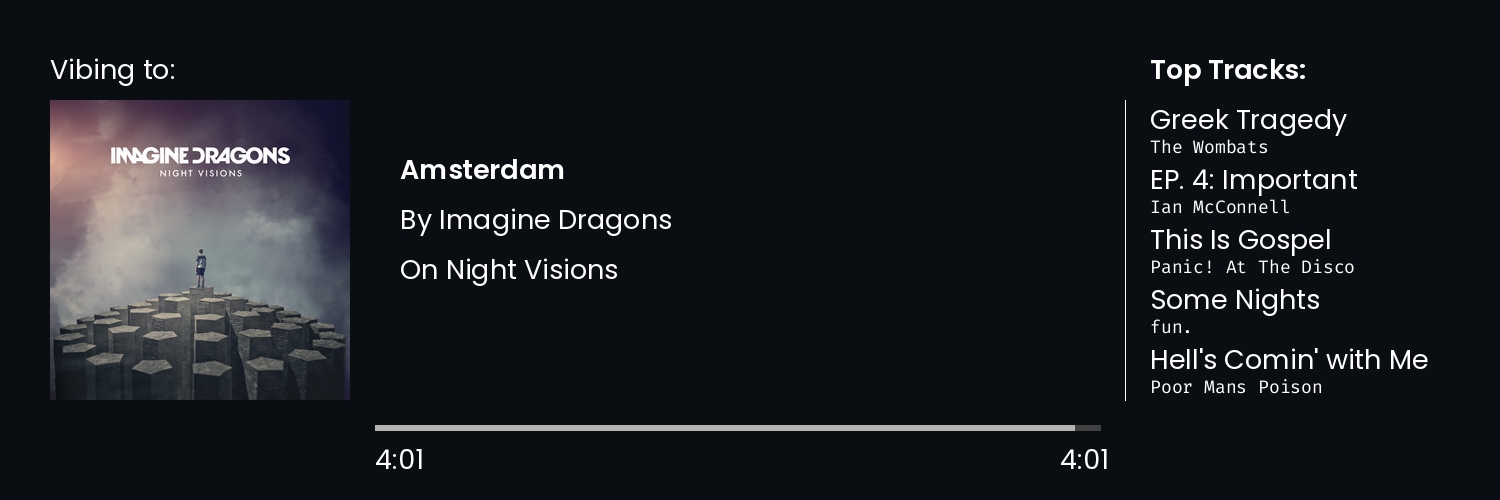 Vibing to:
IMAGINE DRAGONS
NIGHT VISIONS
Amsterdam
By Imagine Dragons
On Night Visions
4:01
4:01
Top Tracks:
Greek Tragedy
The Wombats
EP. 4: Important
Ian McConnell
This Is Gospel
Panic! At The Disco
Some Nights
fun.
Hell's Comin' with Me
Poor Mans Poison